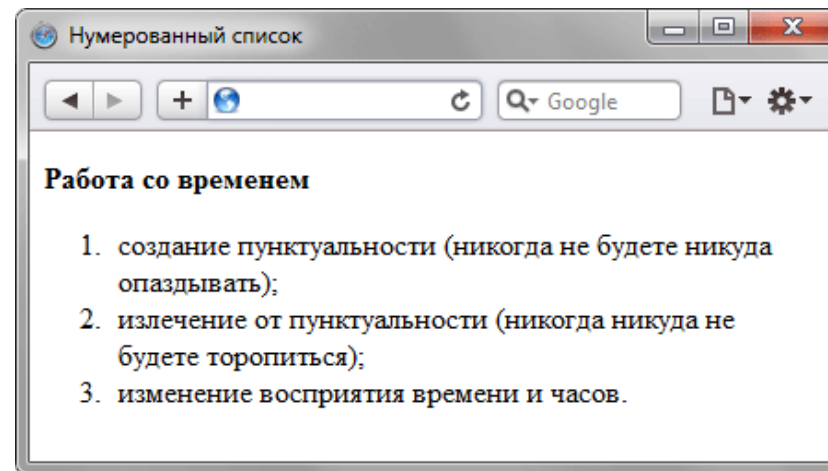 Нумерованный список
Google
Работа со временем
1. создание пунктуальности (никогда не будете никуда
опаздывать);
2. излечение от пунктуальности (никогда никуда не
будете торопиться);
3. изменение восприятия времени и часов.